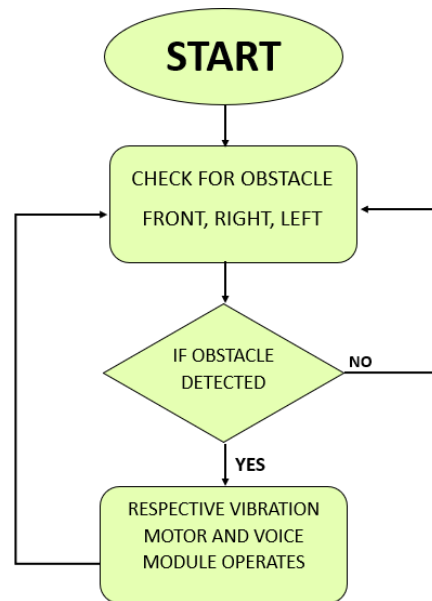 START
CHECK FOR OBSTACLE
FRONT, RIGHT, LEFT
IF OBSTACLE
DETECTED
NO
YES
RESPECTIVE VIBRATION
MOTOR AND VOICE
MODULE OPERATES